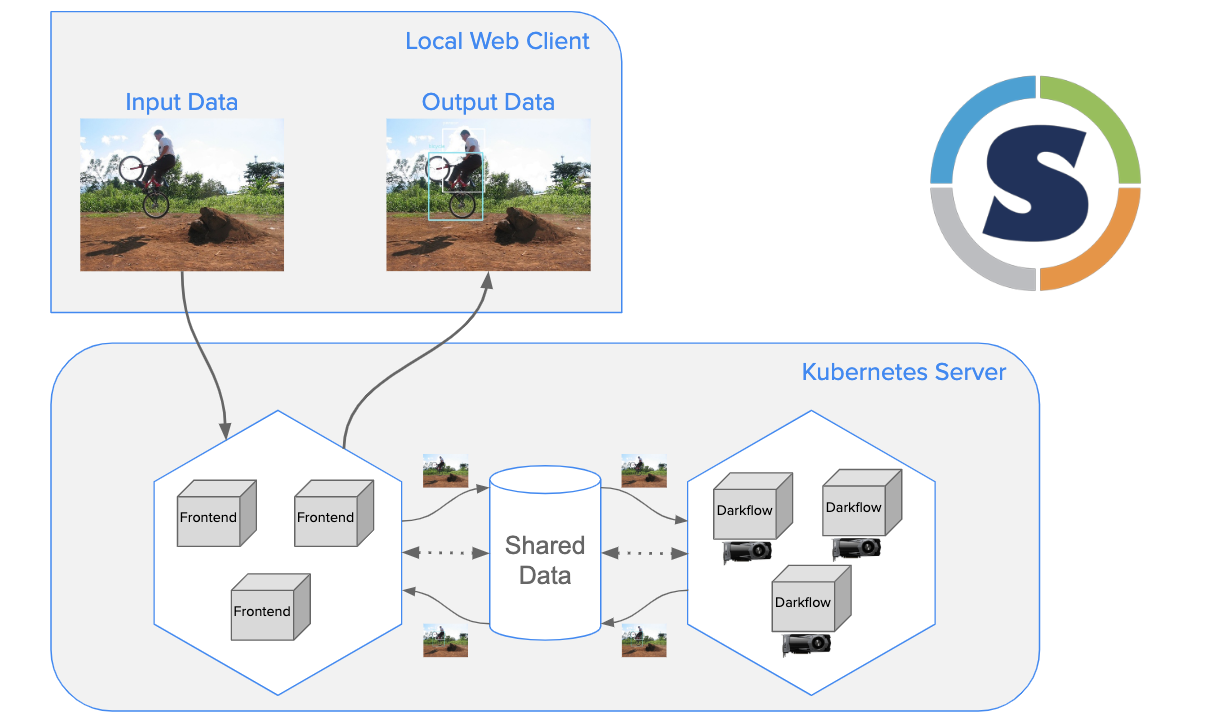 Local Web Client
Input Data
Output Data
S
Kubernetes Server
Frontend
Frontend
Frontend
Shared
Data
Darkflow
Darkflow
Darkflow